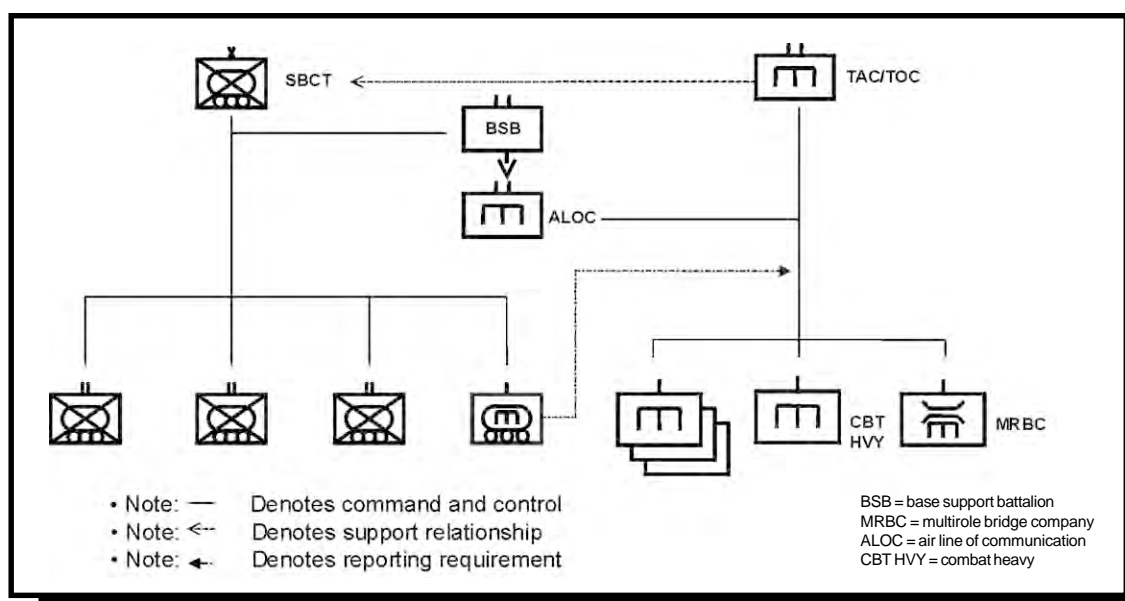 SBCT
TAC/TOC
BSB
ALOC
CBT
HVY
MRBC
• Note: — Denotes command and control
• Note: <-- Denotes support relationship
• Note: ◄- Denotes reporting requirement
BSB = base support battalion
MRBC = multirole bridge company
ALOC = air line of communication
CBT HVY = combat heavy